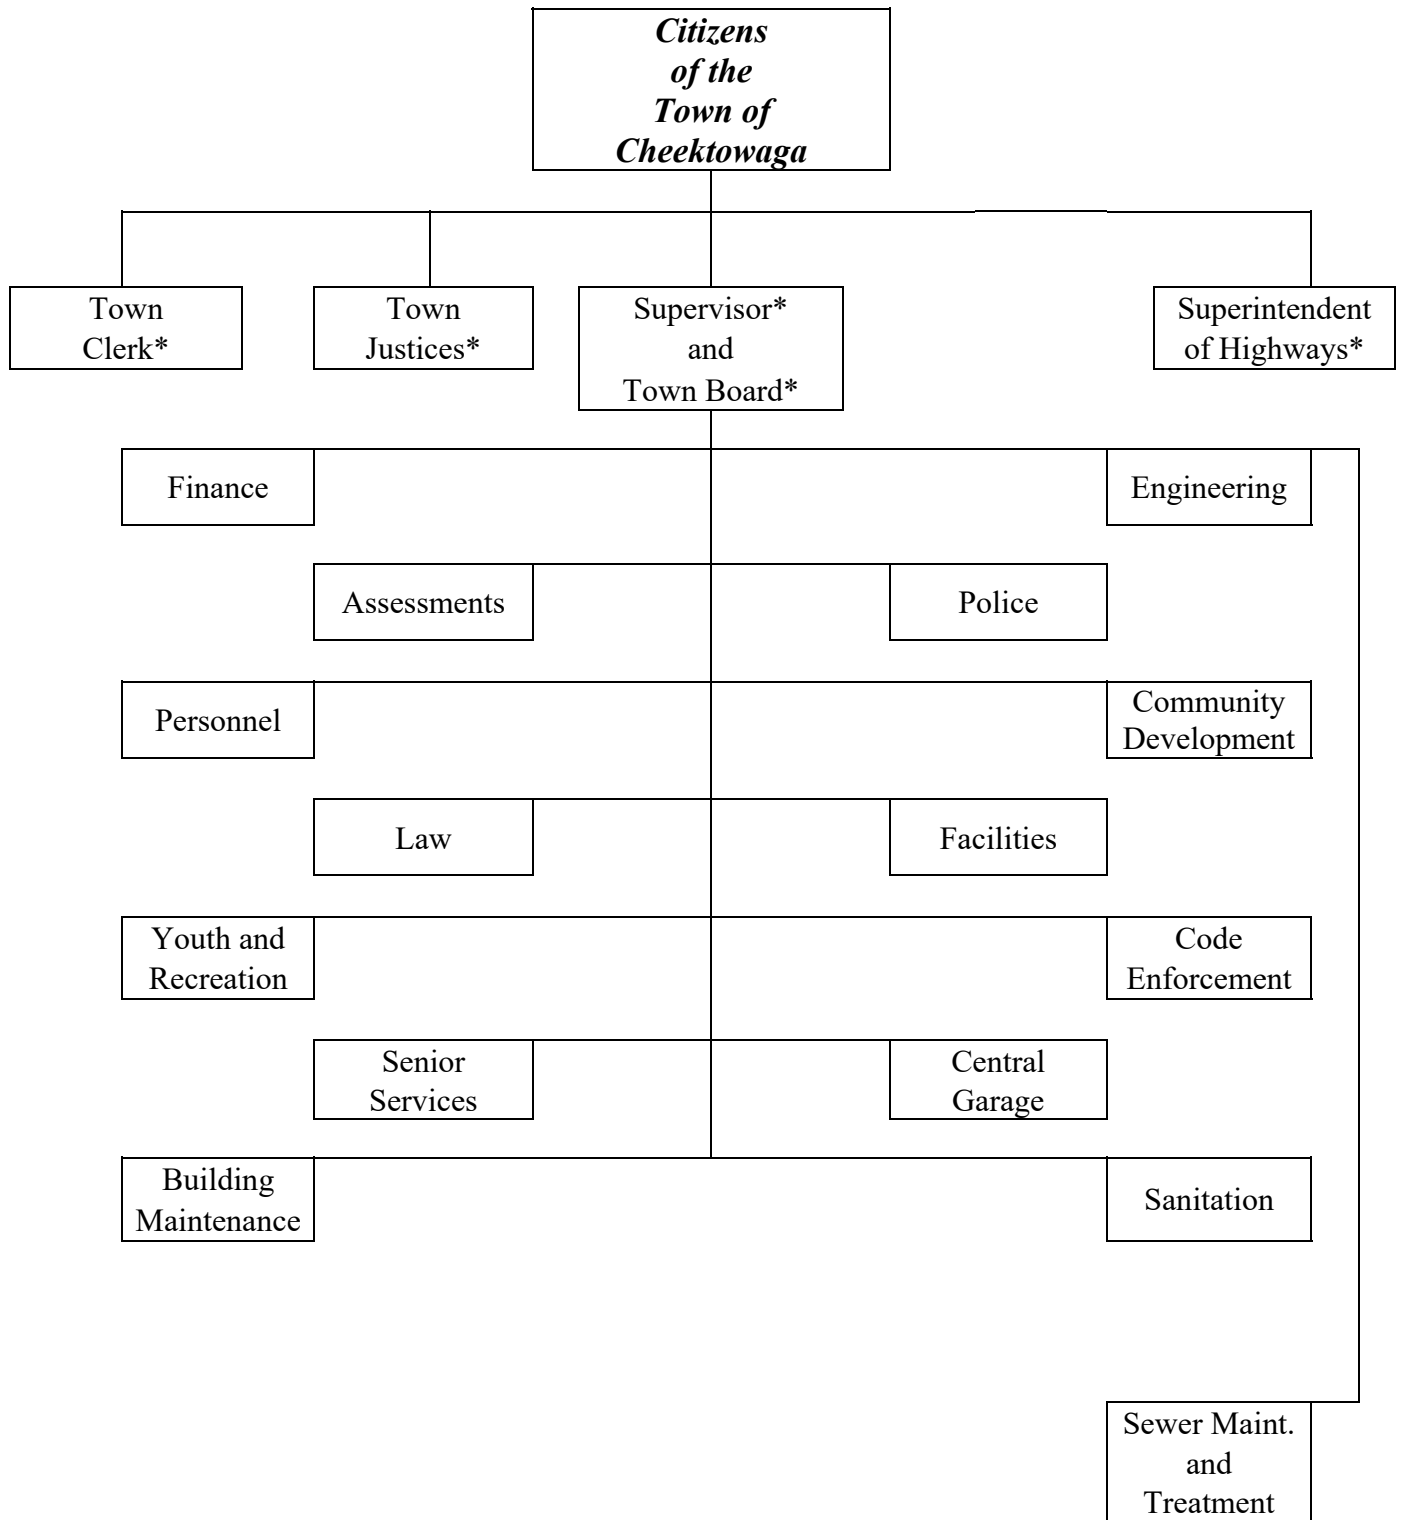 Citizens
of the
Town of
Cheektowaga
Town
Clerk*
Town
Justices*
Supervisor*
and
Town Board*
Superintendent
of Highways*
Finance
Engineering
Assessments
Police
Personnel
Community
Development
Law
Facilities
Youth and
Recreation
Code
Enforcement
Senior
Services
Central
Garage
Building
Maintenance
Sanitation
Sewer Maint.
and
Treatment